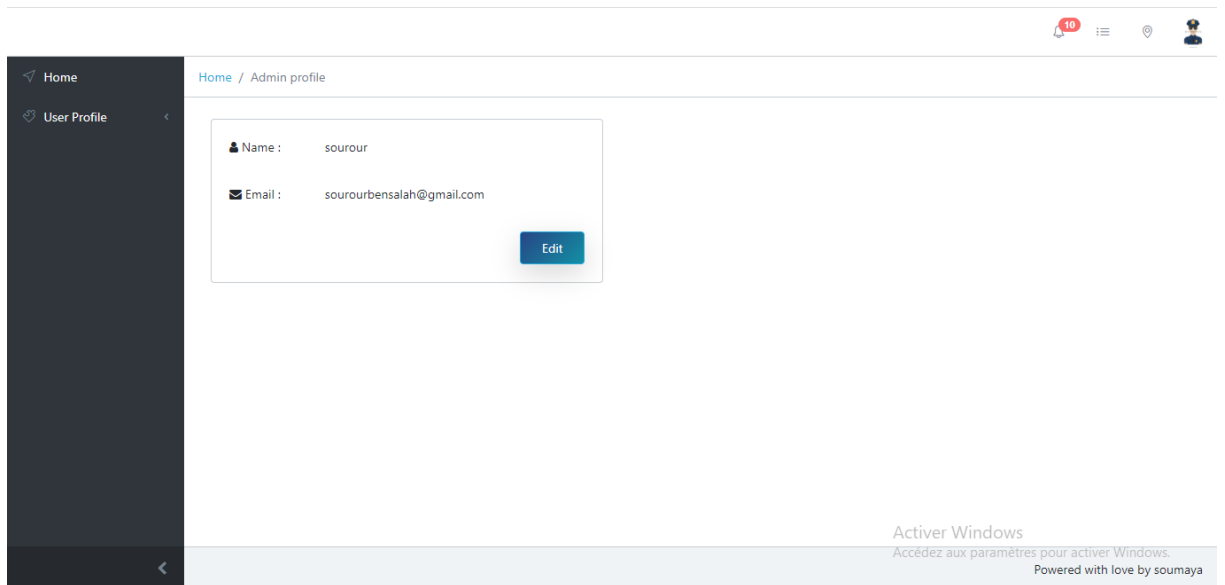 10
Home
Home / Admin profile
User Profile
Name : sourour
Email : sourourbensalah@gmail.com
Edit
Activer Windows
Accédez aux paramètres pour activer Windows.
Powered with love by soumaya